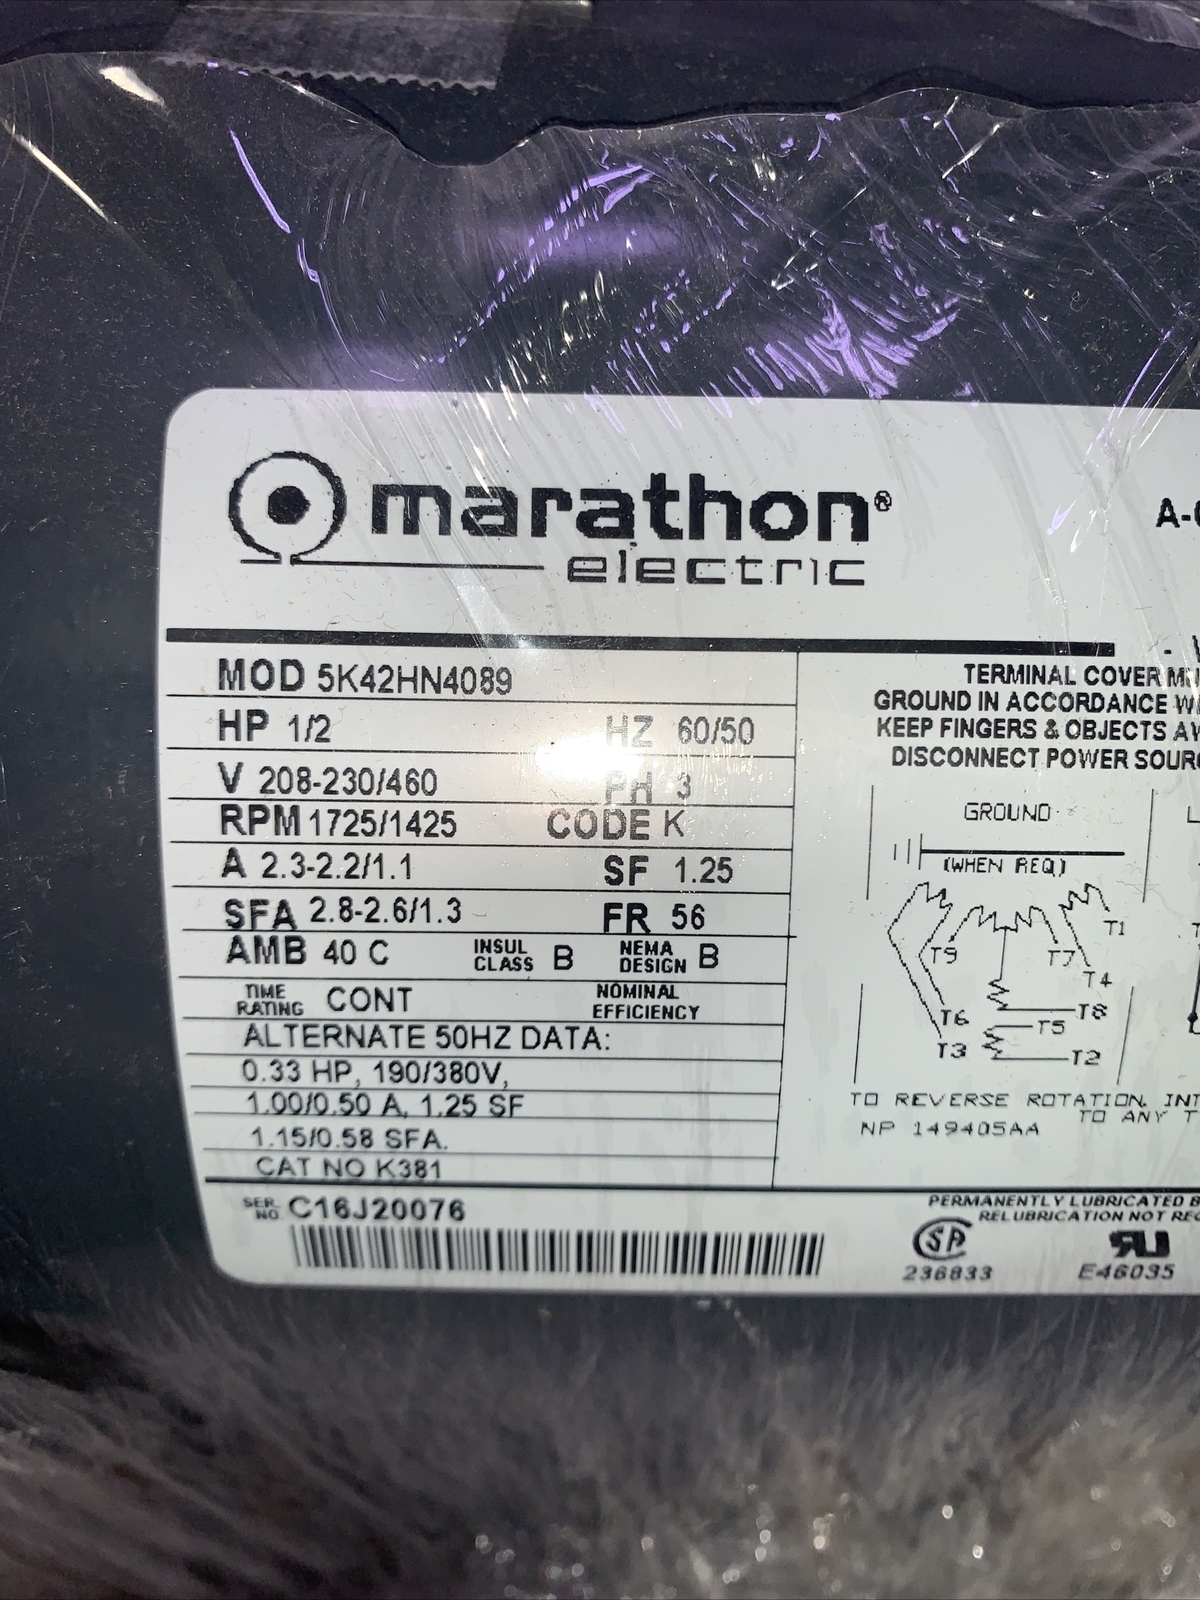 marathon®
electric
A-
MOD 5K42HN4089
HP 1/2 HZ 60/50
V 208-230/460 PH 3
RPM 1725/1425 CODE K
A 2.3-2.2/1.1 SF 1.25
SFA 2.8-2.6/1.3 FR 56
AMB 40 C INSUL CLASS B NEMA DESIGN B
TIME RATING CONT NOMINAL EFFICIENCY
ALTERNATE 50HZ DATA:
0.33 HP, 190/380V,
1.00/0.50 A, 1.25 SF
1.15/0.58 SFA.
CAT NO K381
SER. NO. C16J20076
TERMINAL COVER
GROUND IN ACCORDANCE
KEEP FINGERS & OBJECTS
DISCONNECT POWER
GROUND
(WHEN REQ)
T1
T9 T7
T4
T6 T8
T5
T3 T2
TO REVERSE ROTATION, INT
TO ANY T
NP 149405AA
PERMANENTLY LUBRICATED
RELUBRICATION NOT
236833 E46035